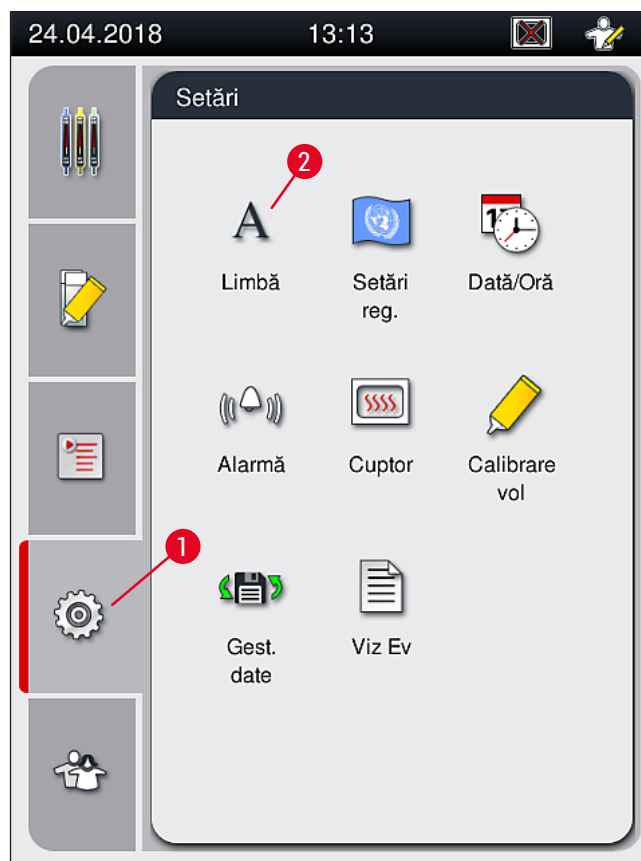 24.04.2018 13:13
Setări
2
A
17
Limbă Setări reg. Dată/Oră
Alarmă Cuptor Calibrare vol
1
Gest. date Viz Ev